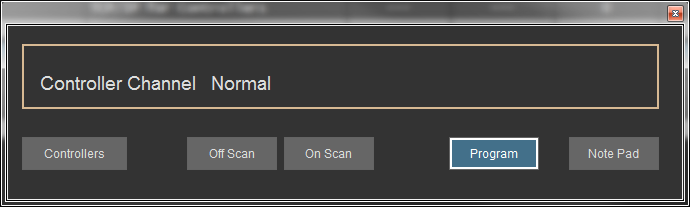 Controller Channel Normal
Controllers
Off Scan
On Scan
Program
Note Pad